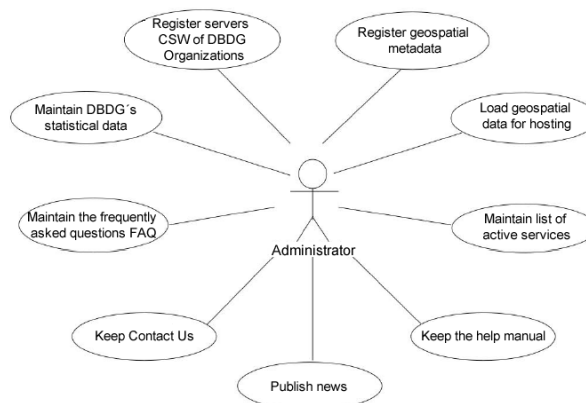 Register servers
CSW of DBDG
Organizations
Register geospatial
metadata
Maintain DBDG´s
statistical data
Load geospatial
data for hosting
Maintain the frequently
asked questions FAQ
Maintain list of
active services
Administrator
Keep Contact Us
Keep the help manual
Publish news